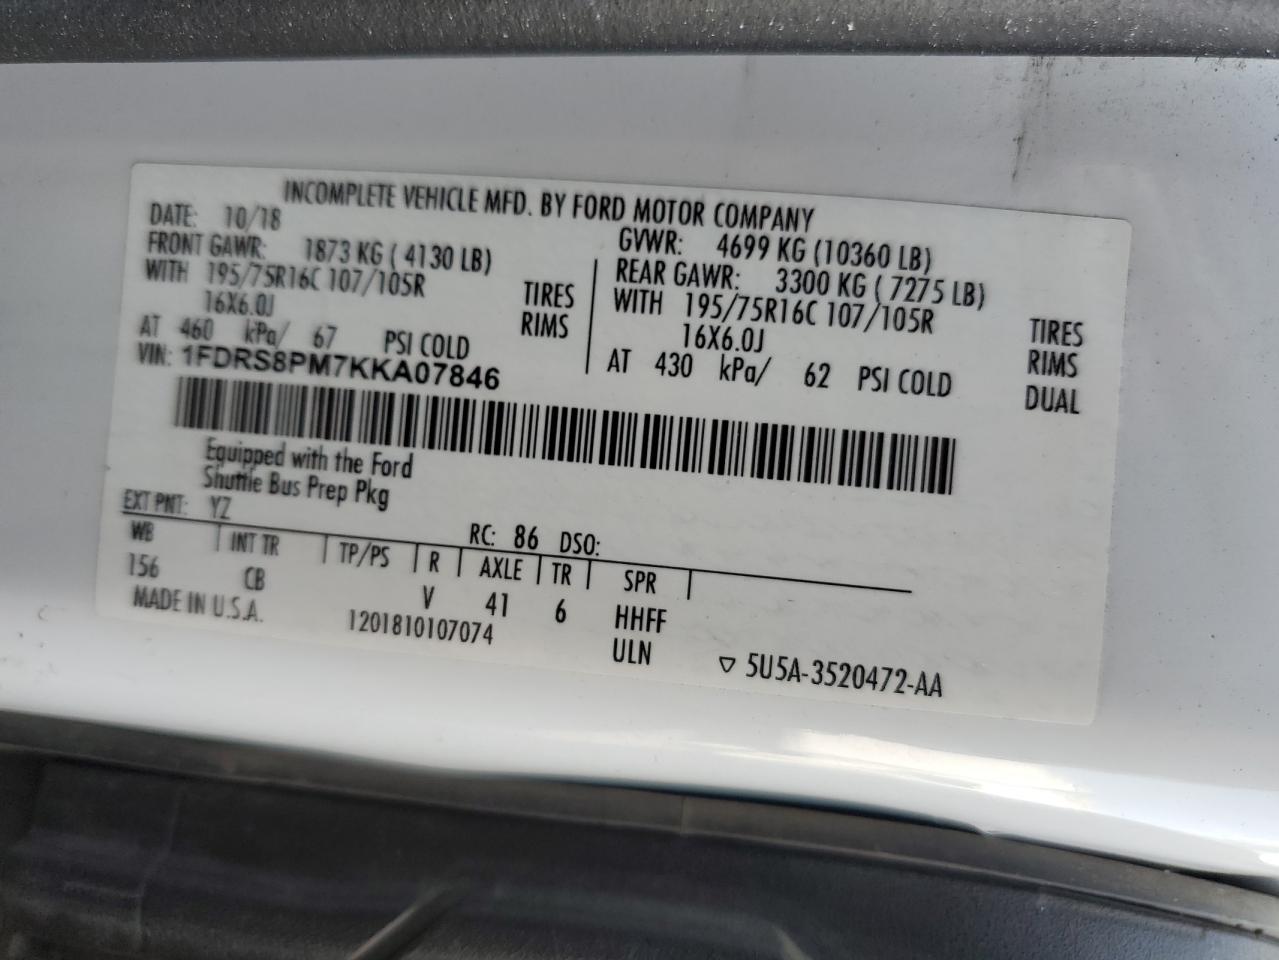 INCOMPLETE VEHICLE MFD. BY FORD MOTOR COMPANY
DATE: 10/18
GVWR: 4699 KG (10360 LB)
FRONT GAWR: 1873 KG ( 4130 LB)
REAR GAWR: 3300 KG ( 7275 LB)
WITH 195/75R16C 107/105R TIRES
WITH 195/75R16C 107/105R TIRES
16X6.0J RIMS
16X6.0J RIMS
AT 460 kPa/ 67 PSI COLD
AT 430 kPa/ 62 PSI COLD DUAL
VIN: 1FDRS8PM7KKA07846
Equipped with the Ford
Shuttle Bus Prep Pkg
EXT PNT: YZ RC: 86 DSO:
WB INT TR TP/PS R AXLE TR SPR
156 CB V 41 6 HHFF
MADE IN U.S.A. 1201810107074 ULN ▽ 5U5A-3520472-AA